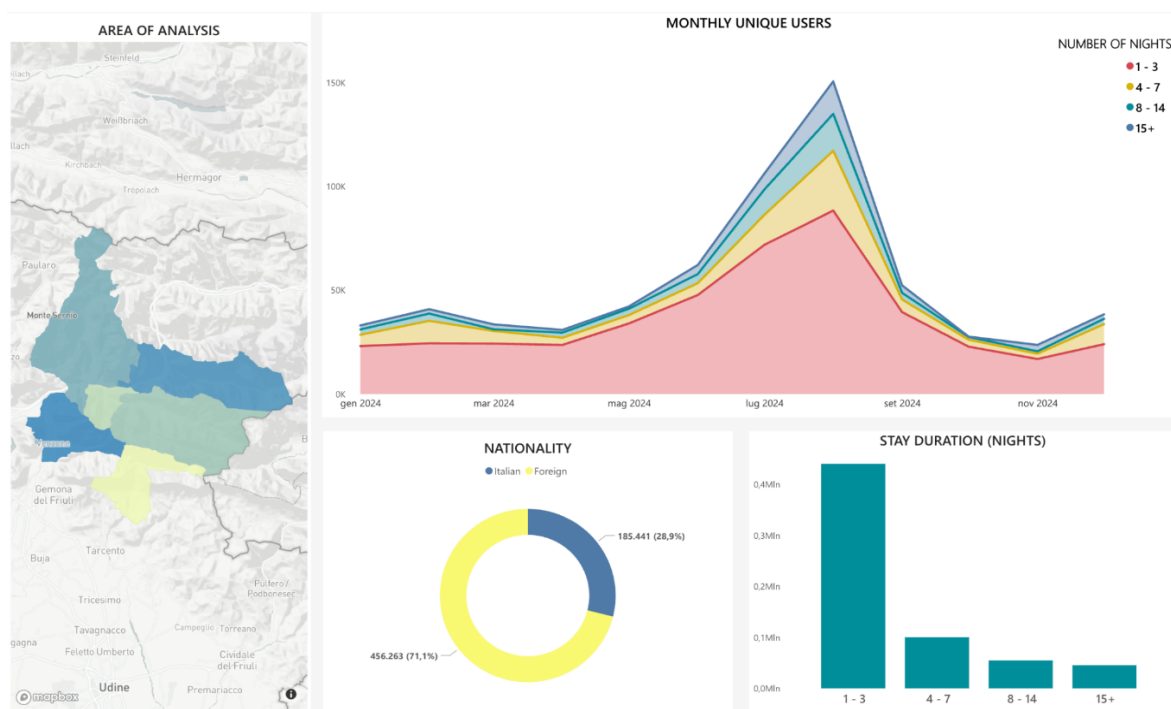 AREA OF ANALYSIS
Steinfeld
Weißbriach
Kirchbach
Hermagor
Tröpolach
Paularo
Monte Sernio
Venzone
Gemona
del Friuli
Tarcento
Buja
Pulfero /
Podbonesec
Tricesimo
Campeglio
Torreano
Tavagnacco
Feletto Umberto
Cividale
del Friuli
Udine
Premariacco
mapbox
MONTHLY UNIQUE USERS
NUMBER OF NIGHTS
1 - 3
4 - 7
8 - 14
15+
150K
100K
50K
0K
gen 2024
mar 2024
mag 2024
lug 2024
set 2024
nov 2024
NATIONALITY
Italian
Foreign
185.441 (28,9%)
456.263 (71,1%)
STAY DURATION (NIGHTS)
0,4Mln
0,3Mln
0,2Mln
0,1Mln
0,0Mln
1 - 3
4 - 7
8 - 14
15+